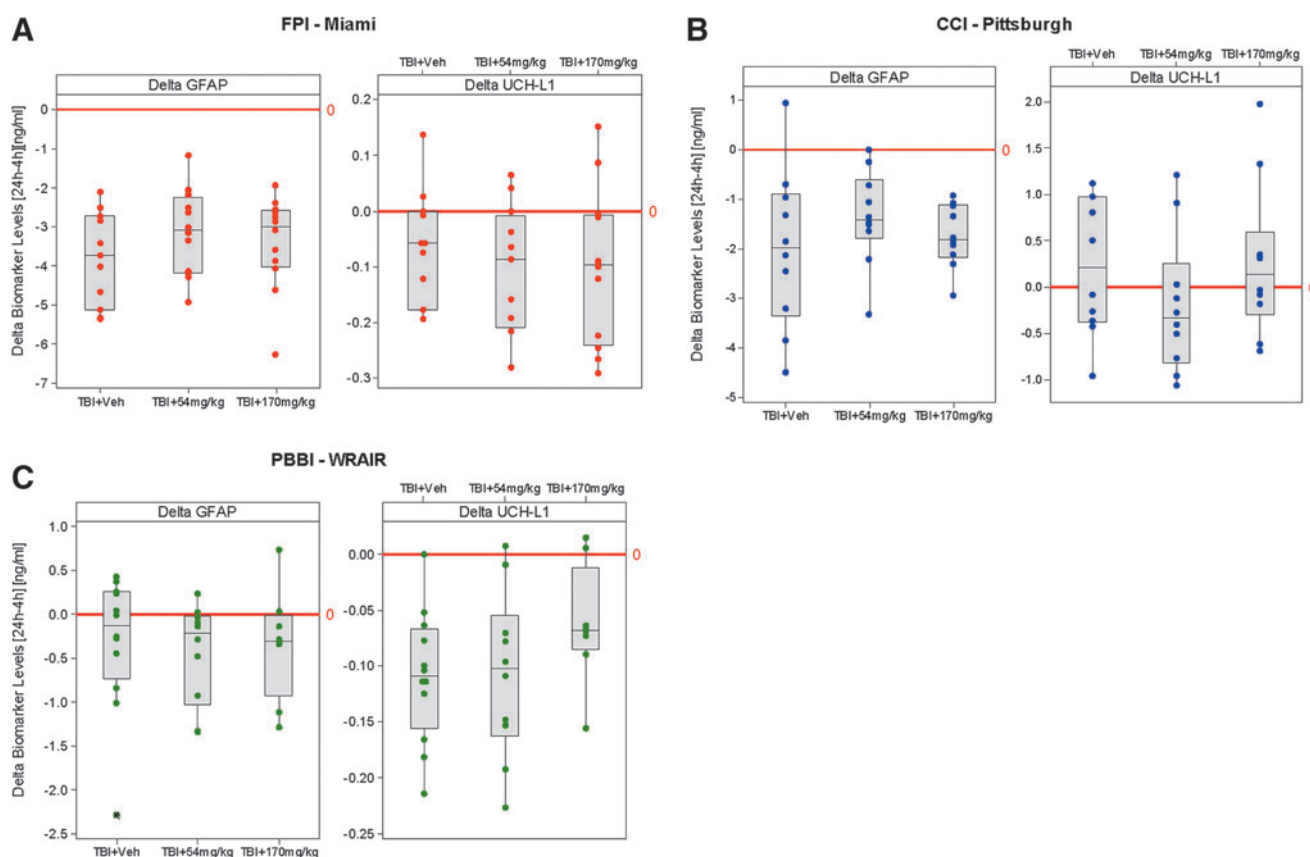 A
FPI - Miami
TBI+Veh TBI+54mg/kg TBI+170mg/kg
Delta GFAP
Delta UCH-L1
Delta Biomarker Levels [24h-4h][ng/ml]
0
-1
-2
-3
-4
-5
-6
-7
0
0.2
0.1
0.0
-0.1
-0.2
-0.3
0
TBI+Veh TBI+54mg/kg TBI+170mg/kg
B
CCI - Pittsburgh
TBI+Veh TBI+54mg/kg TBI+170mg/kg
Delta GFAP
Delta UCH-L1
Delta Biomarker Levels [24h-4h] [ng/ml]
1
0
-1
-2
-3
-4
-5
0
2.0
1.5
1.0
0.5
0.0
-0.5
-1.0
TBI+Veh TBI+54mg/kg TBI+170mg/kg
C
PBBI - WRAIR
TBI+Veh TBI+54mg/kg TBI+170mg/kg
Delta GFAP
Delta UCH-L1
Delta Biomarker Levels [24h-4h] [ng/ml]
1.0
0.5
0.0
-0.5
-1.0
-1.5
-2.0
-2.5
0
0.00
-0.05
-0.10
-0.15
-0.20
-0.25
0
TBI+Veh TBI+54mg/kg TBI+170mg/kg